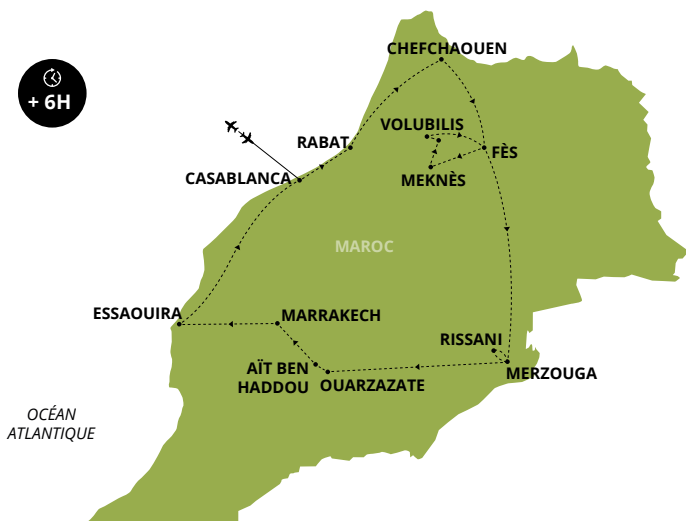 CHEFCHAOUEN
+ 6H
VOLUBILIS
RABAT
FÈS
CASABLANCA
MEKNÈS
MAROC
ESSAOUIRA
MARRAKECH
RISSANI
AÏT BEN
HADDOU
OUARZAZATE
MERZOUGA
OCÉAN
ATLANTIQUE